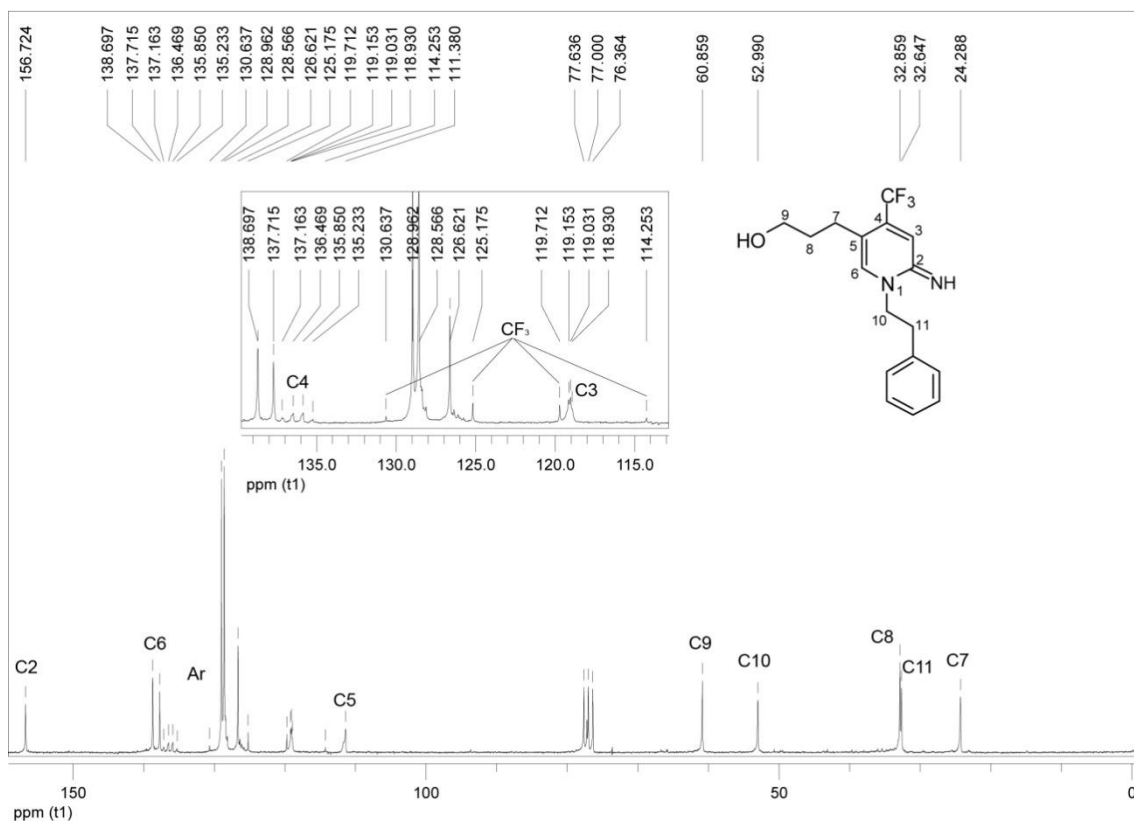 156.724
138.697
137.715
137.163
136.469
135.850
135.233
130.637
128.962
128.566
126.621
125.175
119.712
119.153
119.031
118.930
114.253
111.380
77.636
77.000
76.364
60.859
52.990
32.859
32.647
24.288
138.697
137.715
137.163
136.469
135.850
135.233
130.637
128.962
128.566
126.621
125.175
119.712
119.153
119.031
118.930
114.253
CF₃
C4
C3
135.0 130.0 125.0 120.0 115.0
ppm (t1)
CF₃
9 7 4 3
HO 8 5 2
6 N NH
1
10 11
C2
C6
Ar
C5
C9
C10
C8
C11
C7
150 100 50 0
ppm (t1)